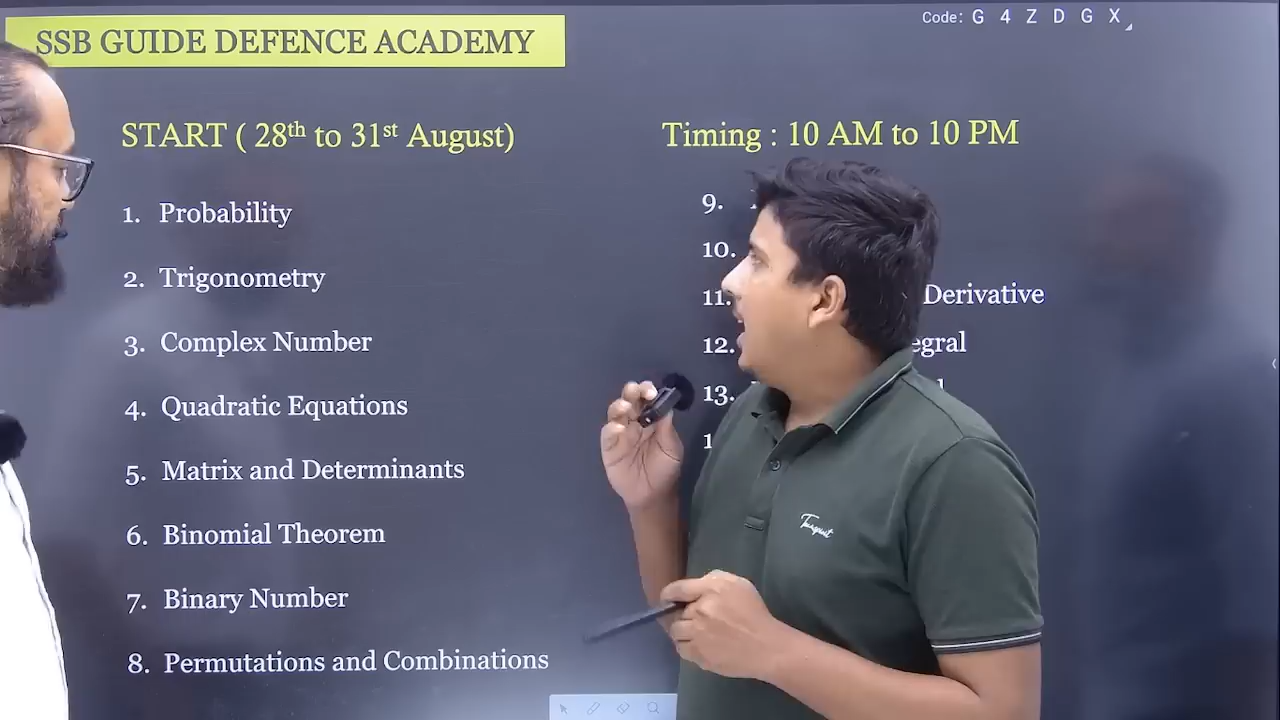 Code: G 4 Z D G X
SSB GUIDE DEFENCE ACADEMY
START ( 28th to 31st August)
Timing : 10 AM to 10 PM
1. Probability
2. Trigonometry
3. Complex Number
4. Quadratic Equations
5. Matrix and Determinants
6. Binomial Theorem
7. Binary Number
8. Permutations and Combinations
9.
10.
11. Derivative
12.
13.